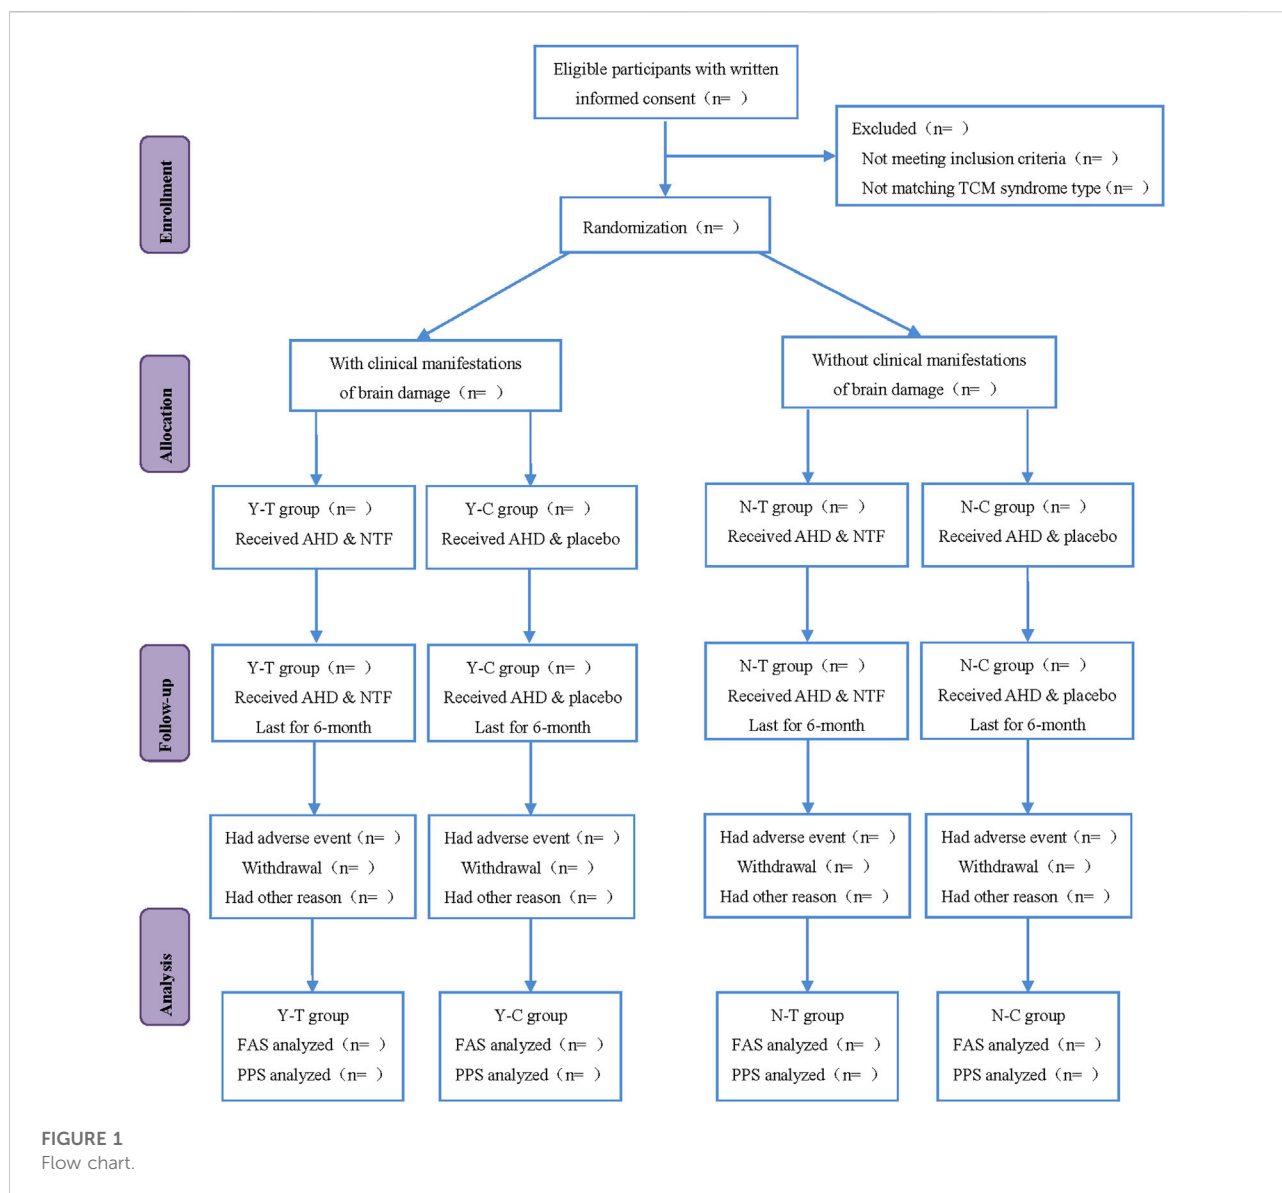 Eligible participants with written
informed consent（n= ）
Excluded（n= ）
Not meeting inclusion criteria（n= ）
Not matching TCM syndrome type（n= ）
Enrollment
Randomization（n= ）
With clinical manifestations
of brain damage（n= ）
Without clinical manifestations
of brain damage（n= ）
Allocation
Y-T group（n= ）
Received AHD & NTF
Y-C group（n= ）
Received AHD & placebo
N-T group（n= ）
Received AHD & NTF
N-C group（n= ）
Received AHD & placebo
Follow-up
Y-T group（n= ）
Received AHD & NTF
Last for 6-month
Y-C group（n= ）
Received AHD & placebo
Last for 6-month
N-T group（n= ）
Received AHD & NTF
Last for 6-month
N-C group（n= ）
Received AHD & placebo
Last for 6-month
Had adverse event（n= ）
Withdrawal（n= ）
Had other reason（n= ）
Had adverse event（n= ）
Withdrawal（n= ）
Had other reason（n= ）
Had adverse event（n= ）
Withdrawal（n= ）
Had other reason（n= ）
Had adverse event（n= ）
Withdrawal（n= ）
Had other reason（n= ）
Analysis
Y-T group
FAS analyzed（n= ）
PPS analyzed（n= ）
Y-C group
FAS analyzed（n= ）
PPS analyzed（n= ）
N-T group
FAS analyzed（n= ）
PPS analyzed（n= ）
N-C group
FAS analyzed（n= ）
PPS analyzed（n= ）
FIGURE 1
Flow chart.